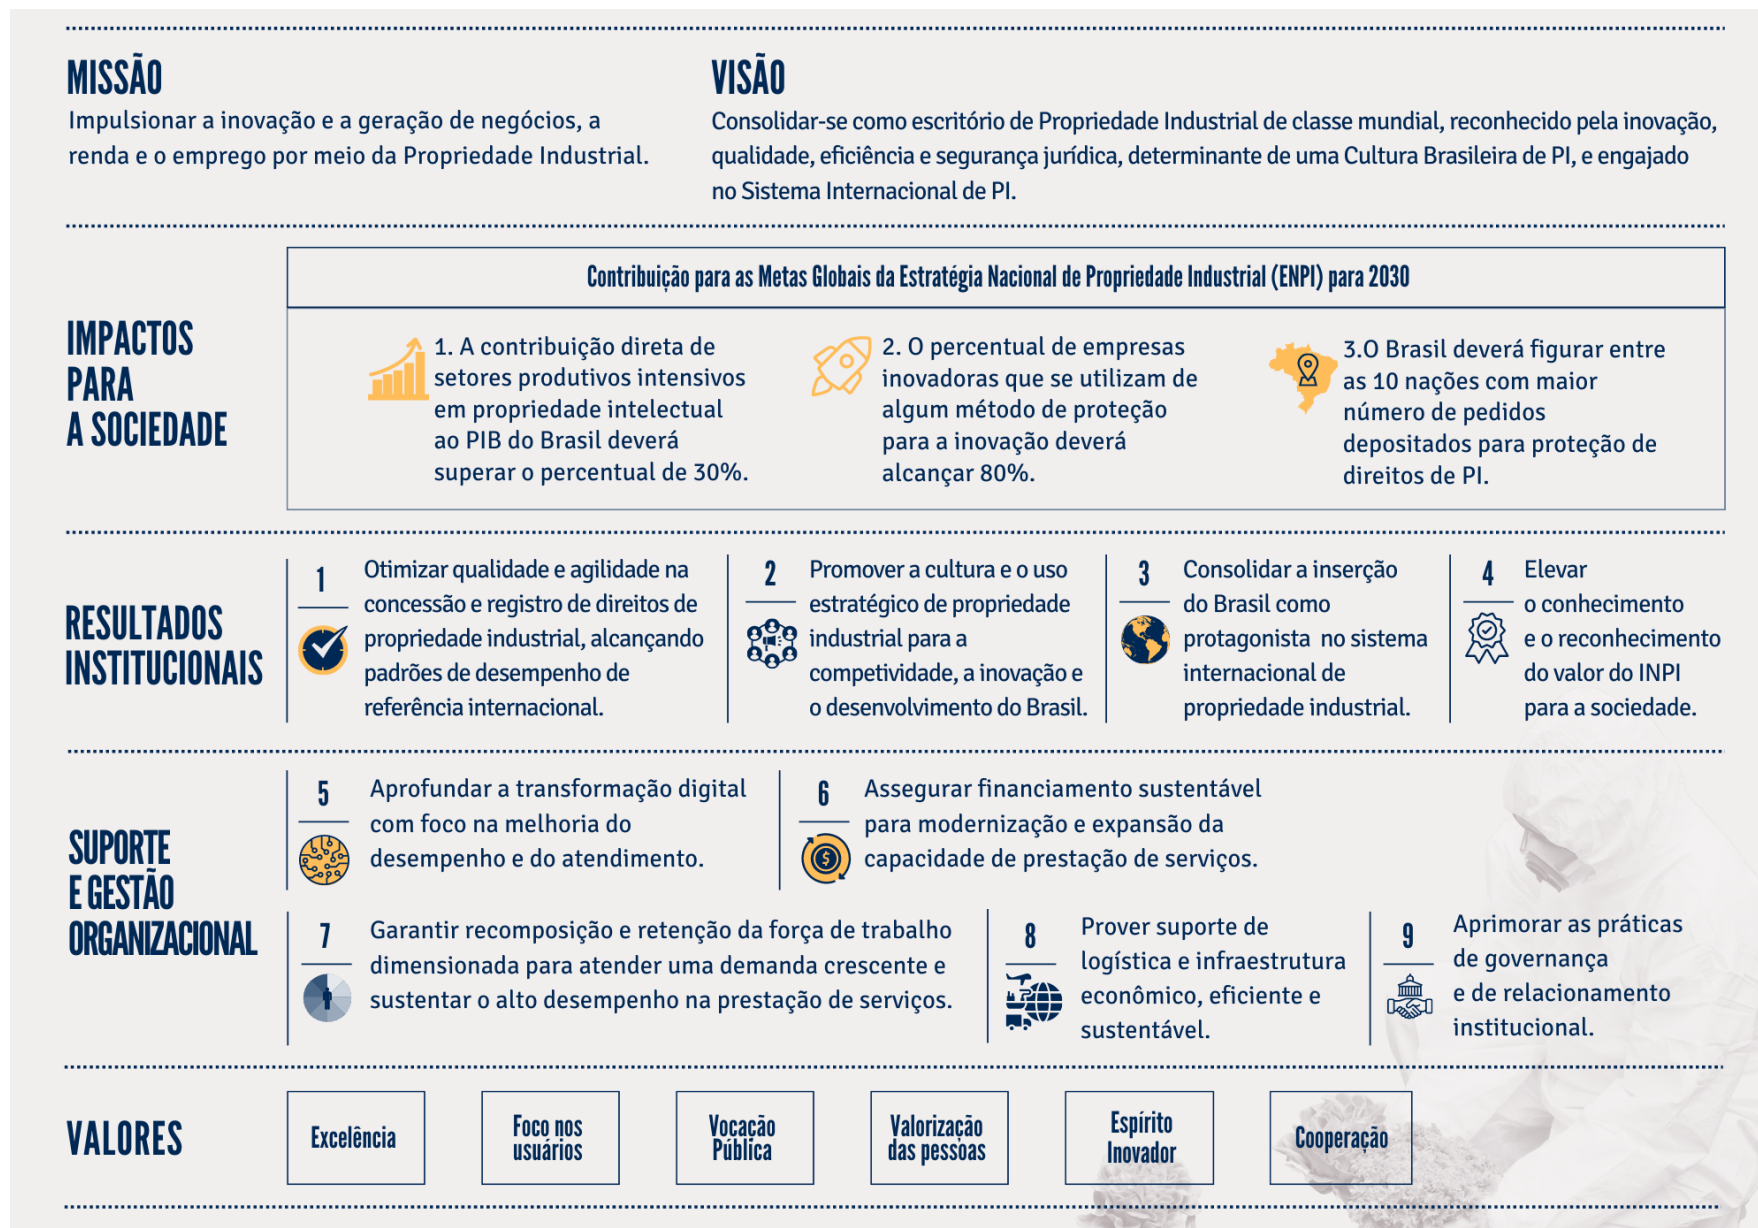 MISSÃO
Impulsionar a inovação e a geração de negócios, a
renda e o emprego por meio da Propriedade Industrial.
VISÃO
Consolidar-se como escritório de Propriedade Industrial de classe mundial, reconhecido pela inovação,
qualidade, eficiência e segurança jurídica, determinante de uma Cultura Brasileira de PI, e engajado
no Sistema Internacional de PI.
IMPACTOS
PARA
A SOCIEDADE
Contribuição para as Metas Globais da Estratégia Nacional de Propriedade Industrial (ENPI) para 2030
1. A contribuição direta de
setores produtivos intensivos
em propriedade intelectual
ao PIB do Brasil deverá
superar o percentual de 30%.
2. O percentual de empresas
inovadoras que se utilizam de
algum método de proteção
para a inovação deverá
alcançar 80%.
3.O Brasil deverá figurar entre
as 10 nações com maior
número de pedidos
depositados para proteção de
direitos de PI.
RESULTADOS
INSTITUCIONAIS
1
Otimizar qualidade e agilidade na
concessão e registro de direitos de
propriedade industrial, alcançando
padrões de desempenho de
referência internacional.
2
Promover a cultura e o uso
estratégico de propriedade
industrial para a
competividade, a inovação e
o desenvolvimento do Brasil.
3
Consolidar a inserção
do Brasil como
protagonista no sistema
internacional de
propriedade industrial.
4
Elevar
o conhecimento
e o reconhecimento
do valor do INPI
para a sociedade.
SUPORTE
E GESTÃO
ORGANIZACIONAL
5
Aprofundar a transformação digital
com foco na melhoria do
desempenho e do atendimento.
6
Assegurar financiamento sustentável
para modernização e expansão da
capacidade de prestação de serviços.
$
7
Garantir recomposição e retenção da força de trabalho
dimensionada para atender uma demanda crescente e
sustentar o alto desempenho na prestação de serviços.
8
Prover suporte de
logística e infraestrutura
econômico, eficiente e
sustentável.
9
Aprimorar as práticas
de governança
e de relacionamento
institucional.
VALORES
Excelência
Foco nos
usuários
Vocação
Pública
Valorização
das pessoas
Espírito
Inovador
Cooperação